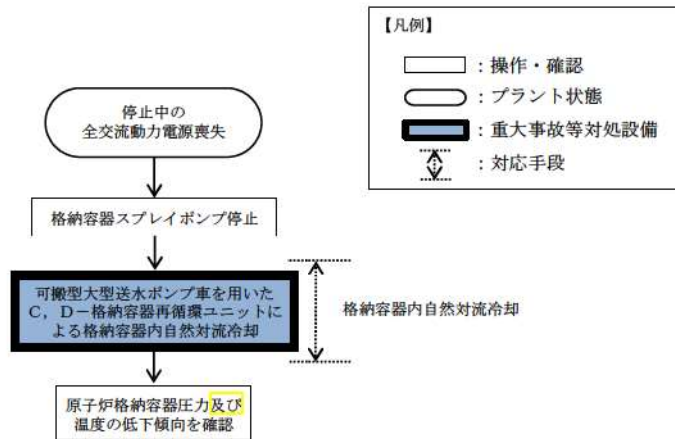 【凡例】
：操作・確認
：プラント状態
：重大事故等対処設備
：対応手段
停止中の
全交流動力電源喪失
格納容器スプレイポンプ停止
可搬型大型送水ポンプ車を用いた
C，D－格納容器再循環ユニットに
よる格納容器内自然対流冷却
格納容器内自然対流冷却
原子炉格納容器圧力及び
温度の低下傾向を確認